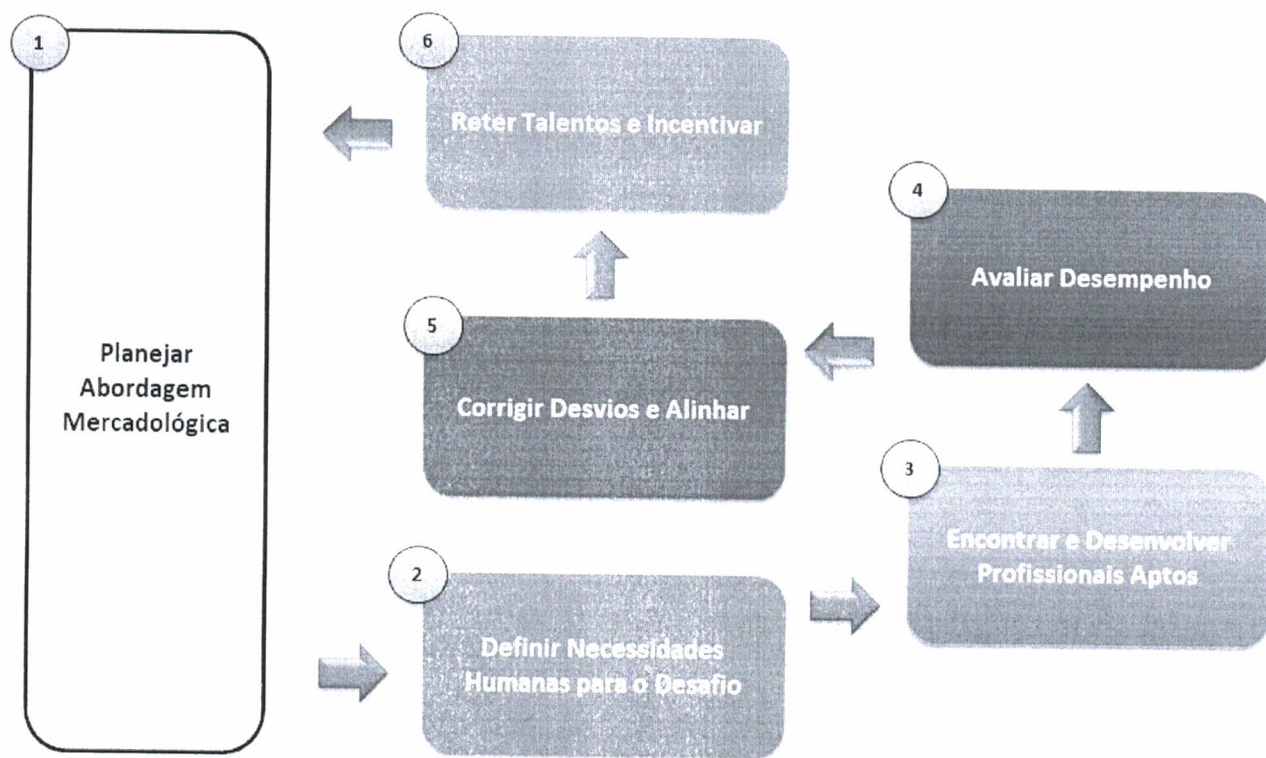 1
Planejar
Abordagem
Mercadológica
6
Reter Talentos e Incentivar
4
Avaliar Desempenho
5
Corrigir Desvios e Alinhar
3
Encontrar e Desenvolver
Profissionais Aptos
2
Definir Necessidades
Humanas para o Desafio